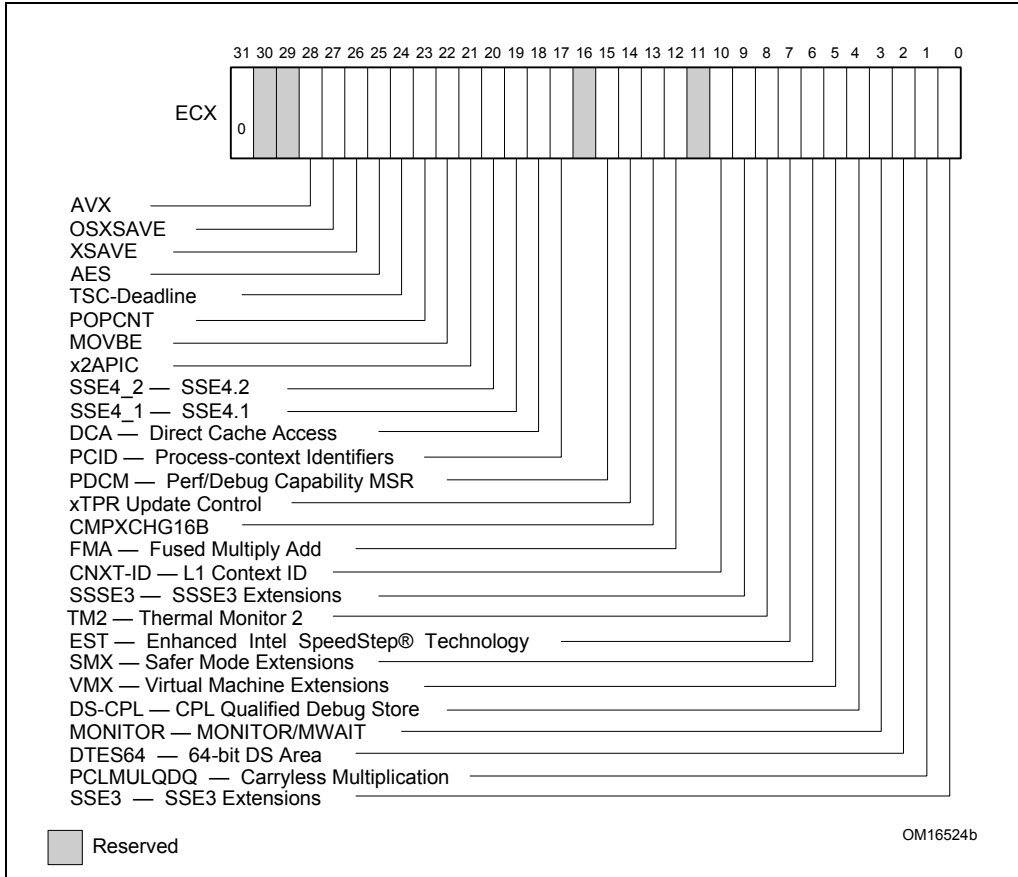 31 30 29 28 27 26 25 24 23 22 21 20 19 18 17 16 15 14 13 12 11 10 9 8 7 6 5 4 3 2 1 0
ECX
0
AVX
OSXSAVE
XSAVE
AES
TSC-Deadline
POPCNT
MOVBE
x2APIC
SSE4_2 — SSE4.2
SSE4_1 — SSE4.1
DCA — Direct Cache Access
PCID — Process-context Identifiers
PDCM — Perf/Debug Capability MSR
xTPR Update Control
CMPXCHG16B
FMA — Fused Multiply Add
CNXT-ID — L1 Context ID
SSSE3 — SSSE3 Extensions
TM2 — Thermal Monitor 2
EST — Enhanced Intel SpeedStep® Technology
SMX — Safer Mode Extensions
VMX — Virtual Machine Extensions
DS-CPL — CPL Qualified Debug Store
MONITOR — MONITOR/MWAIT
DTES64 — 64-bit DS Area
PCLMULQDQ — Carryless Multiplication
SSE3 — SSE3 Extensions
Reserved
OM16524b